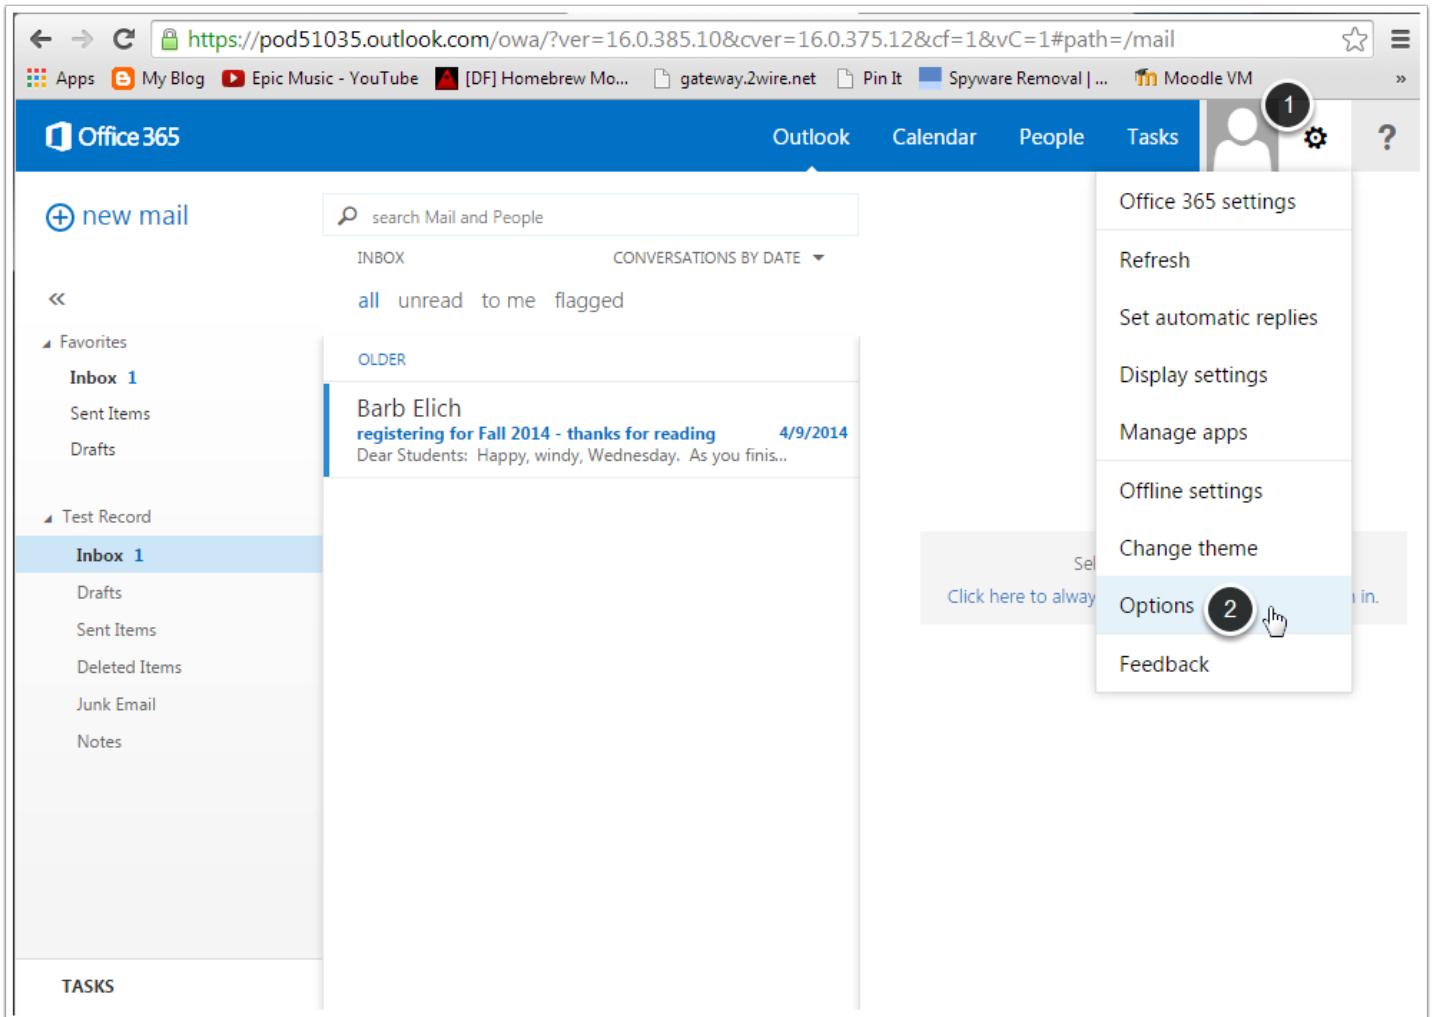 https://pod51035.outlook.com/owa/?ver=16.0.385.10&cver=16.0.375.12&cf=1&vC=1#path=/mail
Apps My Blog Epic Music - YouTube [DF] Homebrew Mo... gateway.2wire.net Pin It Spyware Removal | ... Moodle VM »
1
Office 365 Outlook Calendar People Tasks ?
new mail
search Mail and People
INBOX CONVERSATIONS BY DATE
all unread to me flagged
Favorites
Inbox 1
Sent Items
Drafts
Test Record
Inbox 1
Drafts
Sent Items
Deleted Items
Junk Email
Notes
TASKS
OLDER
Barb Elich
registering for Fall 2014 - thanks for reading 4/9/2014
Dear Students: Happy, windy, Wednesday. As you finis...
Click here to alway in.
Office 365 settings
Refresh
Set automatic replies
Display settings
Manage apps
Offline settings
Change theme
Options 2
Feedback